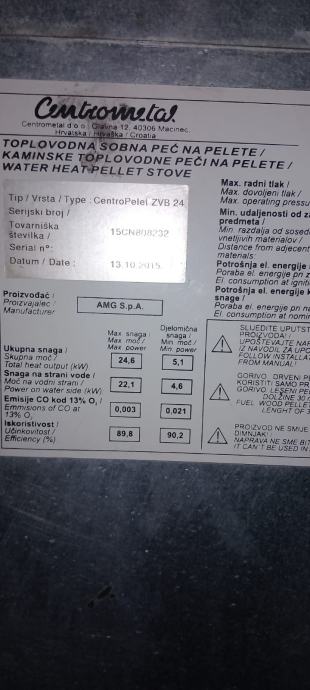 Centrometal
Centrometal d.o.o., Glavna 12, 40306 Macinec,
Hrvatska / Hrvaška / Croatia
TOPLOVODNA SOBNA PEĆ NA PELETE /
KAMINSKE TOPLOVODNE PEČI NA PELETE /
WATER HEAT PELLET STOVE
Tip / Vrsta / Type : CentroPelet ZVB 24
Serijski broj /
Tovarniška
številka / 15CN808232
Serial n°:
Datum / Date : 13.10.2015.
Proizvođač /
Proizvajalec / AMG S.p.A.
Manufacturer
Max. snaga / Djelomična
Max. moč / snaga /
Max. power Min. moč /
Min. power
Ukupna snaga /
Skupna moč / 24,6 5,1
Total heat output (kW)
Snaga na strani vode /
Moč na vodni strani / 22,1 4,6
Power on water side (kW)
Emisije CO kod 13% O₂ /
Emmisions of CO at 0,003 0,021
13% O₂
Iskoristivost /
Učinkovitost / 89,8 90,2
Efficiency (%)
Max. radni tlak /
Max. dovoljeni tlak /
Max. operating pressu
Min. udaljenosti od za
predmeta /
Min. razdalja od sosed
vnetljivih materialov /
Distance from adjacent
materials:
Potrošnja el. energije
Poraba el. energije pri z
El. consumption at igniti
Potrošnja el. energije k
snage /
Poraba el. energije pri n
El. consumption at nomin
SLIJEDITE UPUTST
PROIZVODA! /
UPOŠTEVAJTE NAP
IZ NAVODIL ZA UPO
FOLLOW INSTALLA
FROM MANUAL!
GORIVO: DRVENI PE
KORISTITI SAMO PR
GORIVO: LESENI PEL
DOLŽINE 30
FUEL: WOOD PELLE
LENGHT OF 3
PROIZVOD NE SMIJE
DIMNJAK! /
NAPRAVA NE SME BIT
IT CAN'T BE USED IN